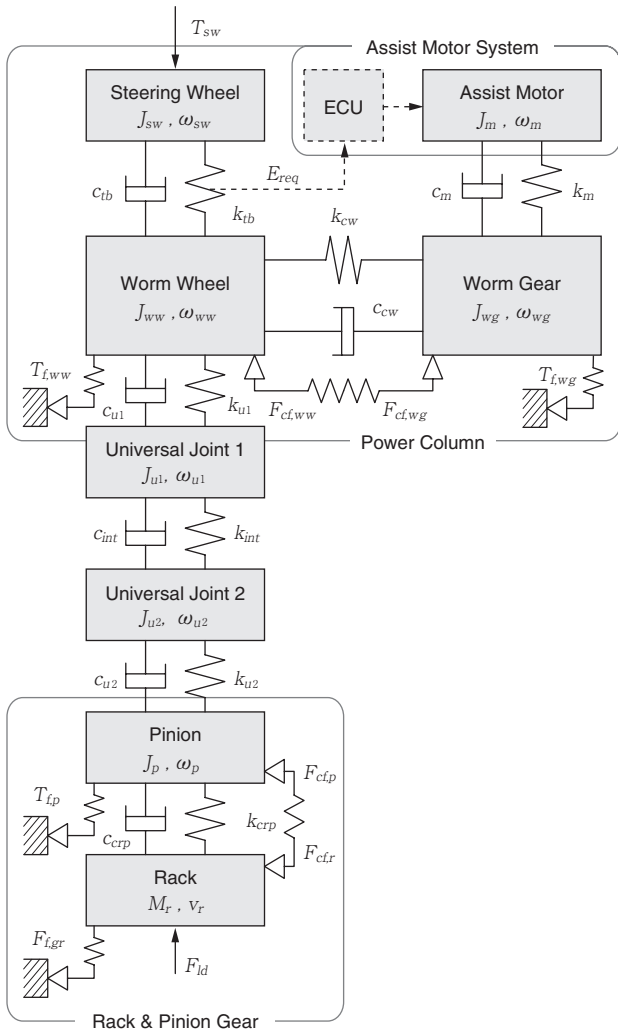 T_sw
Assist Motor System
Steering Wheel
J_sw , ω_sw
ECU
Assist Motor
J_m , ω_m
E_req
c_tb
k_tb
c_m
k_m
k_cw
Worm Wheel
J_ww , ω_ww
c_cw
Worm Gear
J_wg , ω_wg
T_f,ww
c_u1
k_u1
F_cf,ww
F_cf,wg
T_f,wg
Power Column
Universal Joint 1
J_u1, ω_u1
c_int
k_int
Universal Joint 2
J_u2, ω_u2
c_u2
k_u2
Pinion
J_p , ω_p
F_cf,p
T_f,p
c_crp
k_crp
F_cf,r
Rack
M_r , v_r
F_f,gr
F_ld
Rack & Pinion Gear